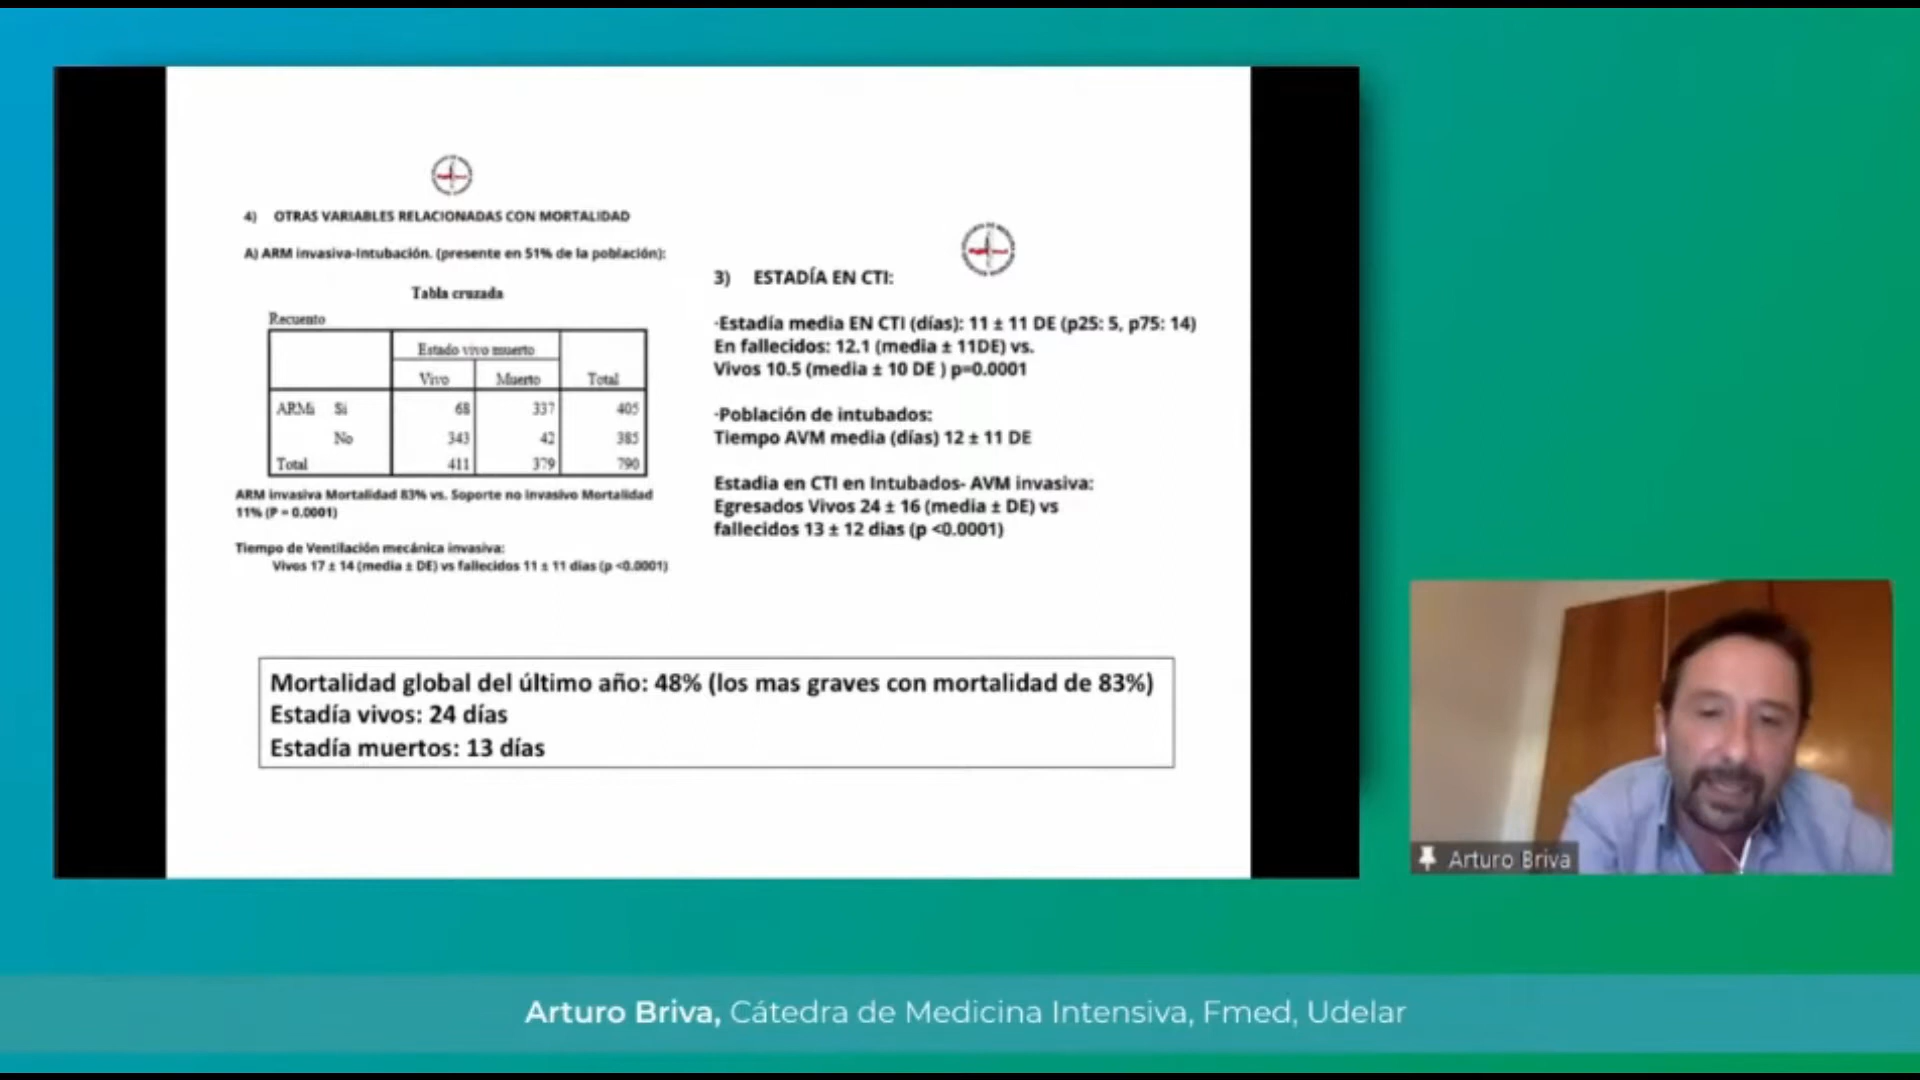 4) OTRAS VARIABLES RELACIONADAS CON MORTALIDAD
A) ARM invasiva-Intubación. (presente en 51% de la población):
Tabla cruzada
Recuento
Estado vivo muerto
Vivo Muerto Total
ARMi Si 68 337 405
No 343 42 385
Total 411 379 790
ARM invasiva Mortalidad 83% vs. Soporte no invasivo Mortalidad
11% (P = 0.0001)
Tiempo de Ventilación mecánica invasiva:
Vivos 17 ± 14 (media ± DE) vs fallecidos 11 ± 11 dias (p <0.0001)
3) ESTADÍA EN CTI:
·Estadía media EN CTI (días): 11 ± 11 DE (p25: 5, p75: 14)
En fallecidos: 12.1 (media ± 11DE) vs.
Vivos 10.5 (media ± 10 DE ) p=0.0001
·Población de intubados:
Tiempo AVM media (días) 12 ± 11 DE
Estadia en CTI en Intubados- AVM invasiva:
Egresados Vivos 24 ± 16 (media ± DE) vs
fallecidos 13 ± 12 dias (p <0.0001)
Mortalidad global del último año: 48% (los mas graves con mortalidad de 83%)
Estadía vivos: 24 días
Estadía muertos: 13 días
Arturo Briva
Arturo Briva, Cátedra de Medicina Intensiva, Fmed, Udelar